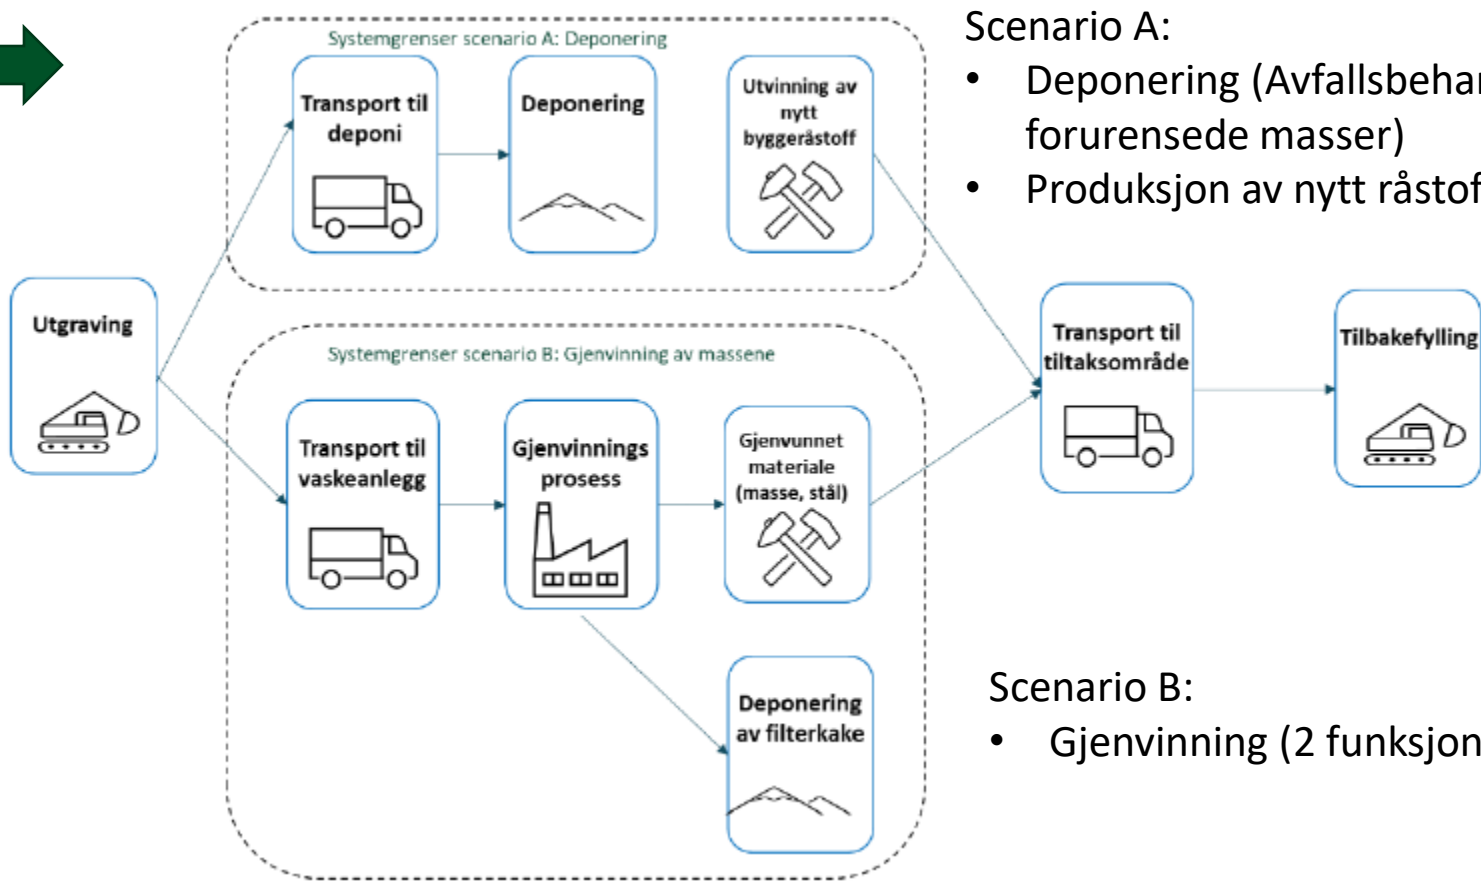 Systemgrenser scenario A: Deponering
Transport til
deponi
Deponering
Utvinning av
nytt
byggeråstoff
Scenario A:
• Deponering (Avfallsbehar
forurensede masser)
• Produksjon av nytt råstof
Utgraving
Systemgrenser scenario B: Gjenvinning av massene
Transport til
vaskeanlegg
Gjenvinnings
prosess
Gjenvunnet
materiale
(masse, stål)
Deponering
av filterkake
Transport til
tiltaksområde
Tilbakefylling
Scenario B:
• Gjenvinning (2 funksjon